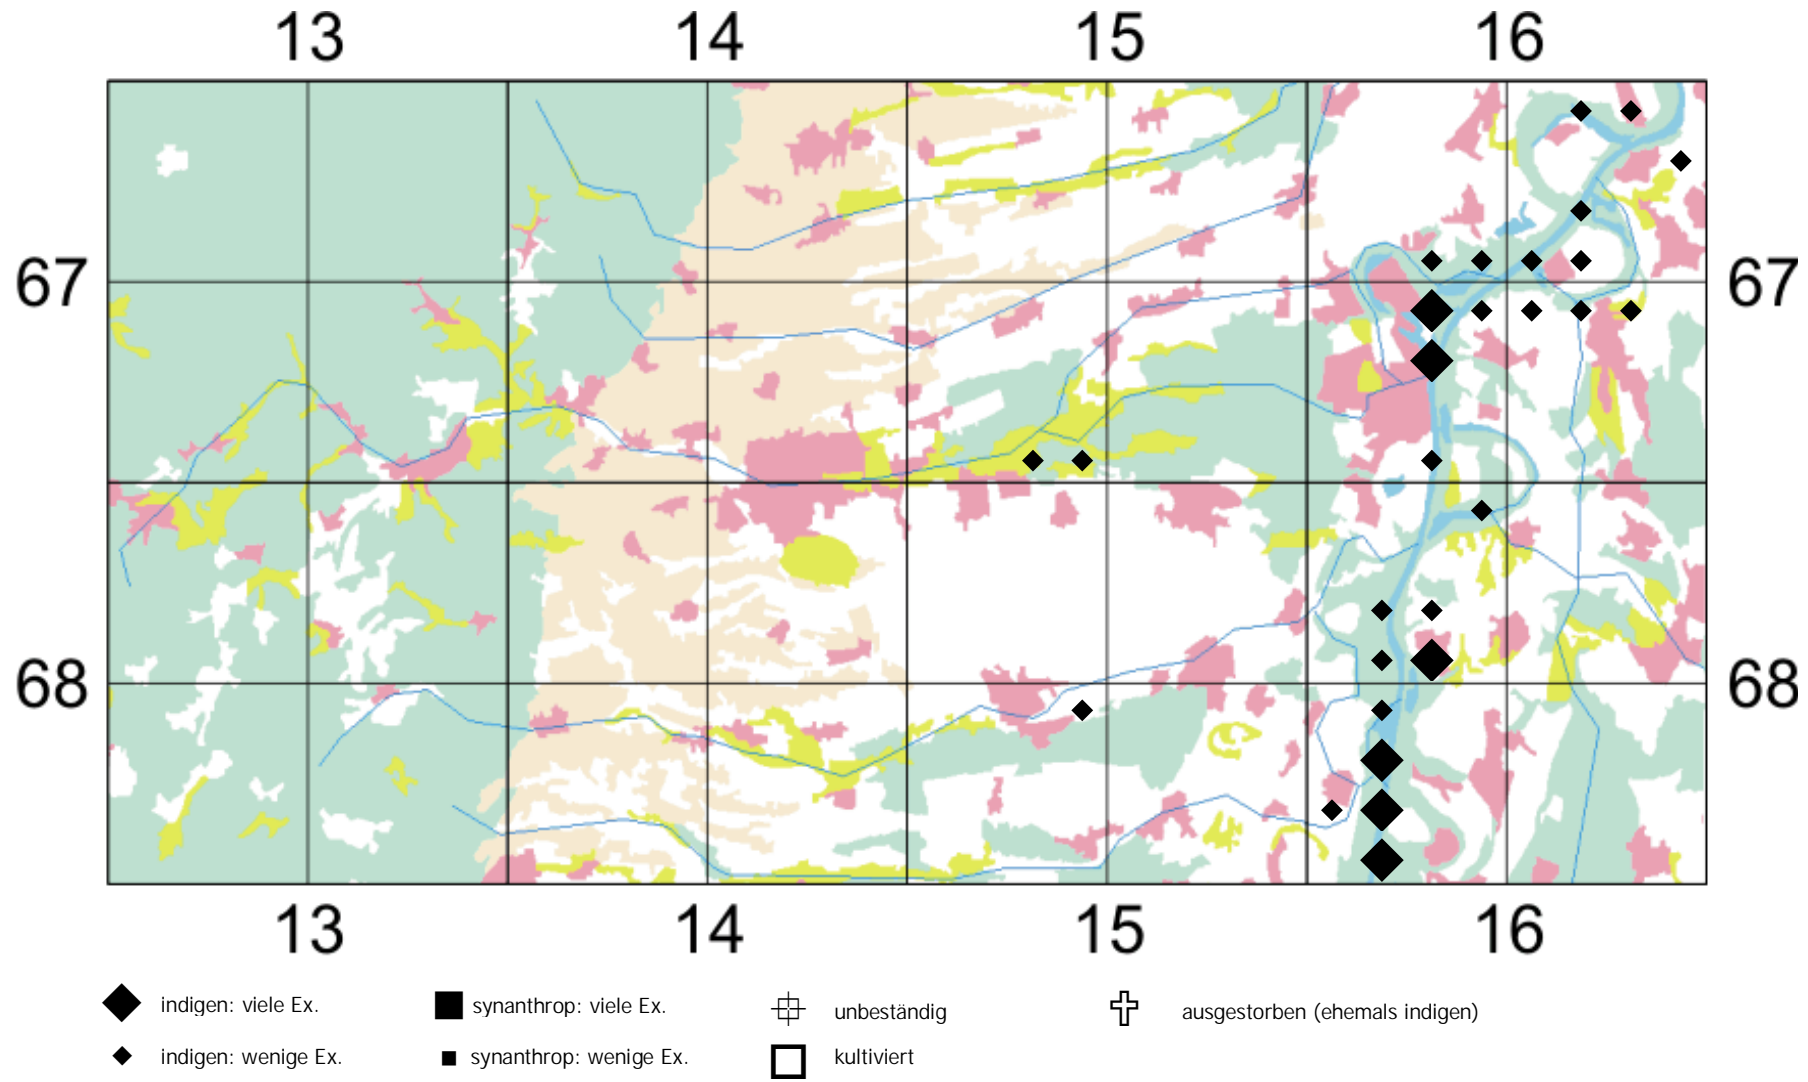 13 14 15 16
67 67
68 68
13 14 15 16
indigen: viele Ex. synanthrop: viele Ex. unbeständig ausgestorben (ehemals indigen)
indigen: wenige Ex. synanthrop: wenige Ex. kultiviert